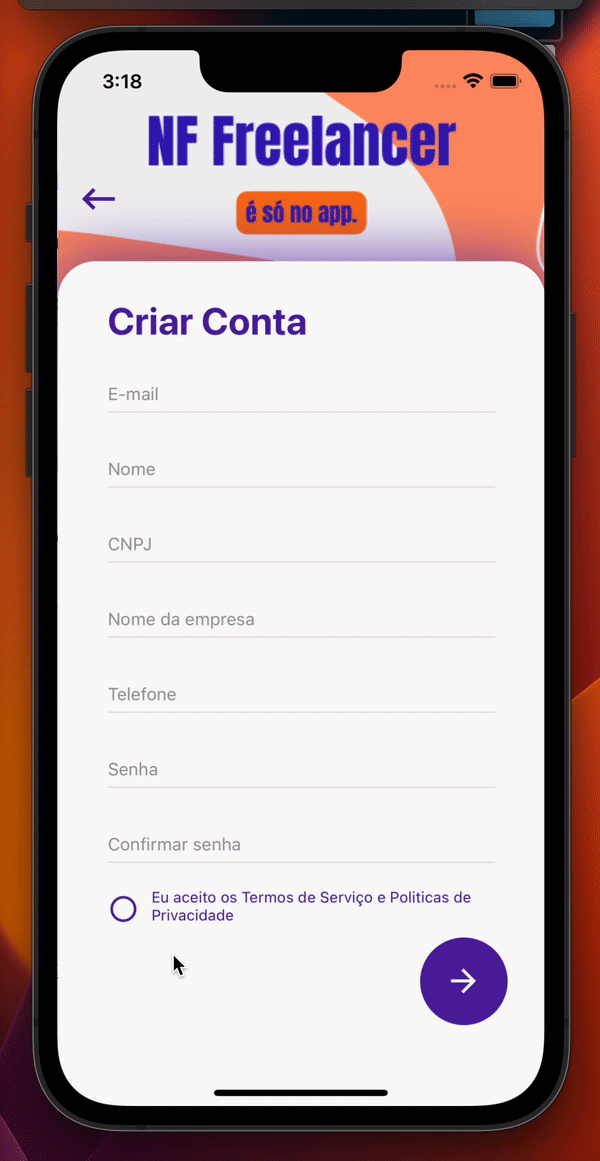 3:18
NF Freelancer
é só no app.
Criar Conta
E-mail
Nome
CNPJ
Nome da empresa
Telefone
Senha
Confirmar senha
Eu aceito os Termos de Serviço e Politicas de
Privacidade